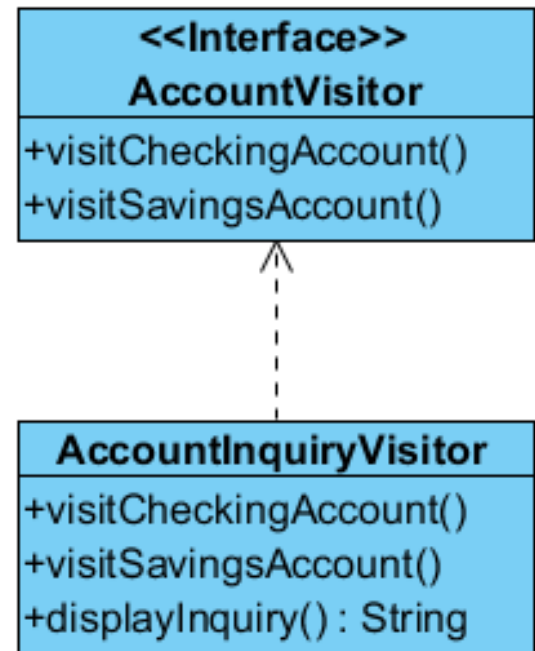 <<Interface>>
AccountVisitor
+visitCheckingAccount()
+visitSavingsAccount()
AccountInquiryVisitor
+visitCheckingAccount()
+visitSavingsAccount()
+displayInquiry() : String